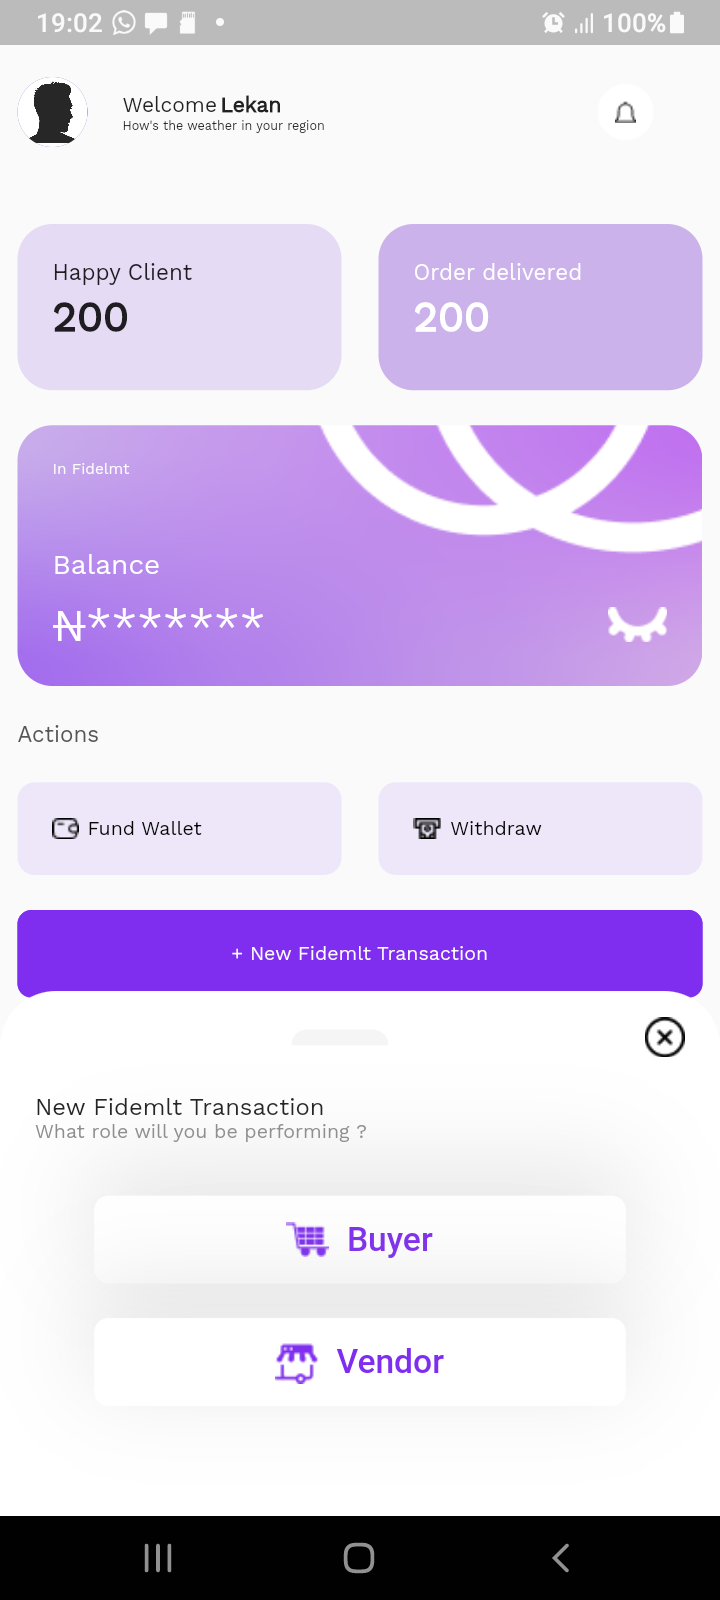 19:02 100%
Welcome Lekan
How's the weather in your region
Happy Client
200
Order delivered
200
In Fidelmt
Balance
₦*******
Actions
Fund Wallet
Withdraw
+ New Fidemlt Transaction
New Fidemlt Transaction
What role will you be performing ?
Buyer
Vendor